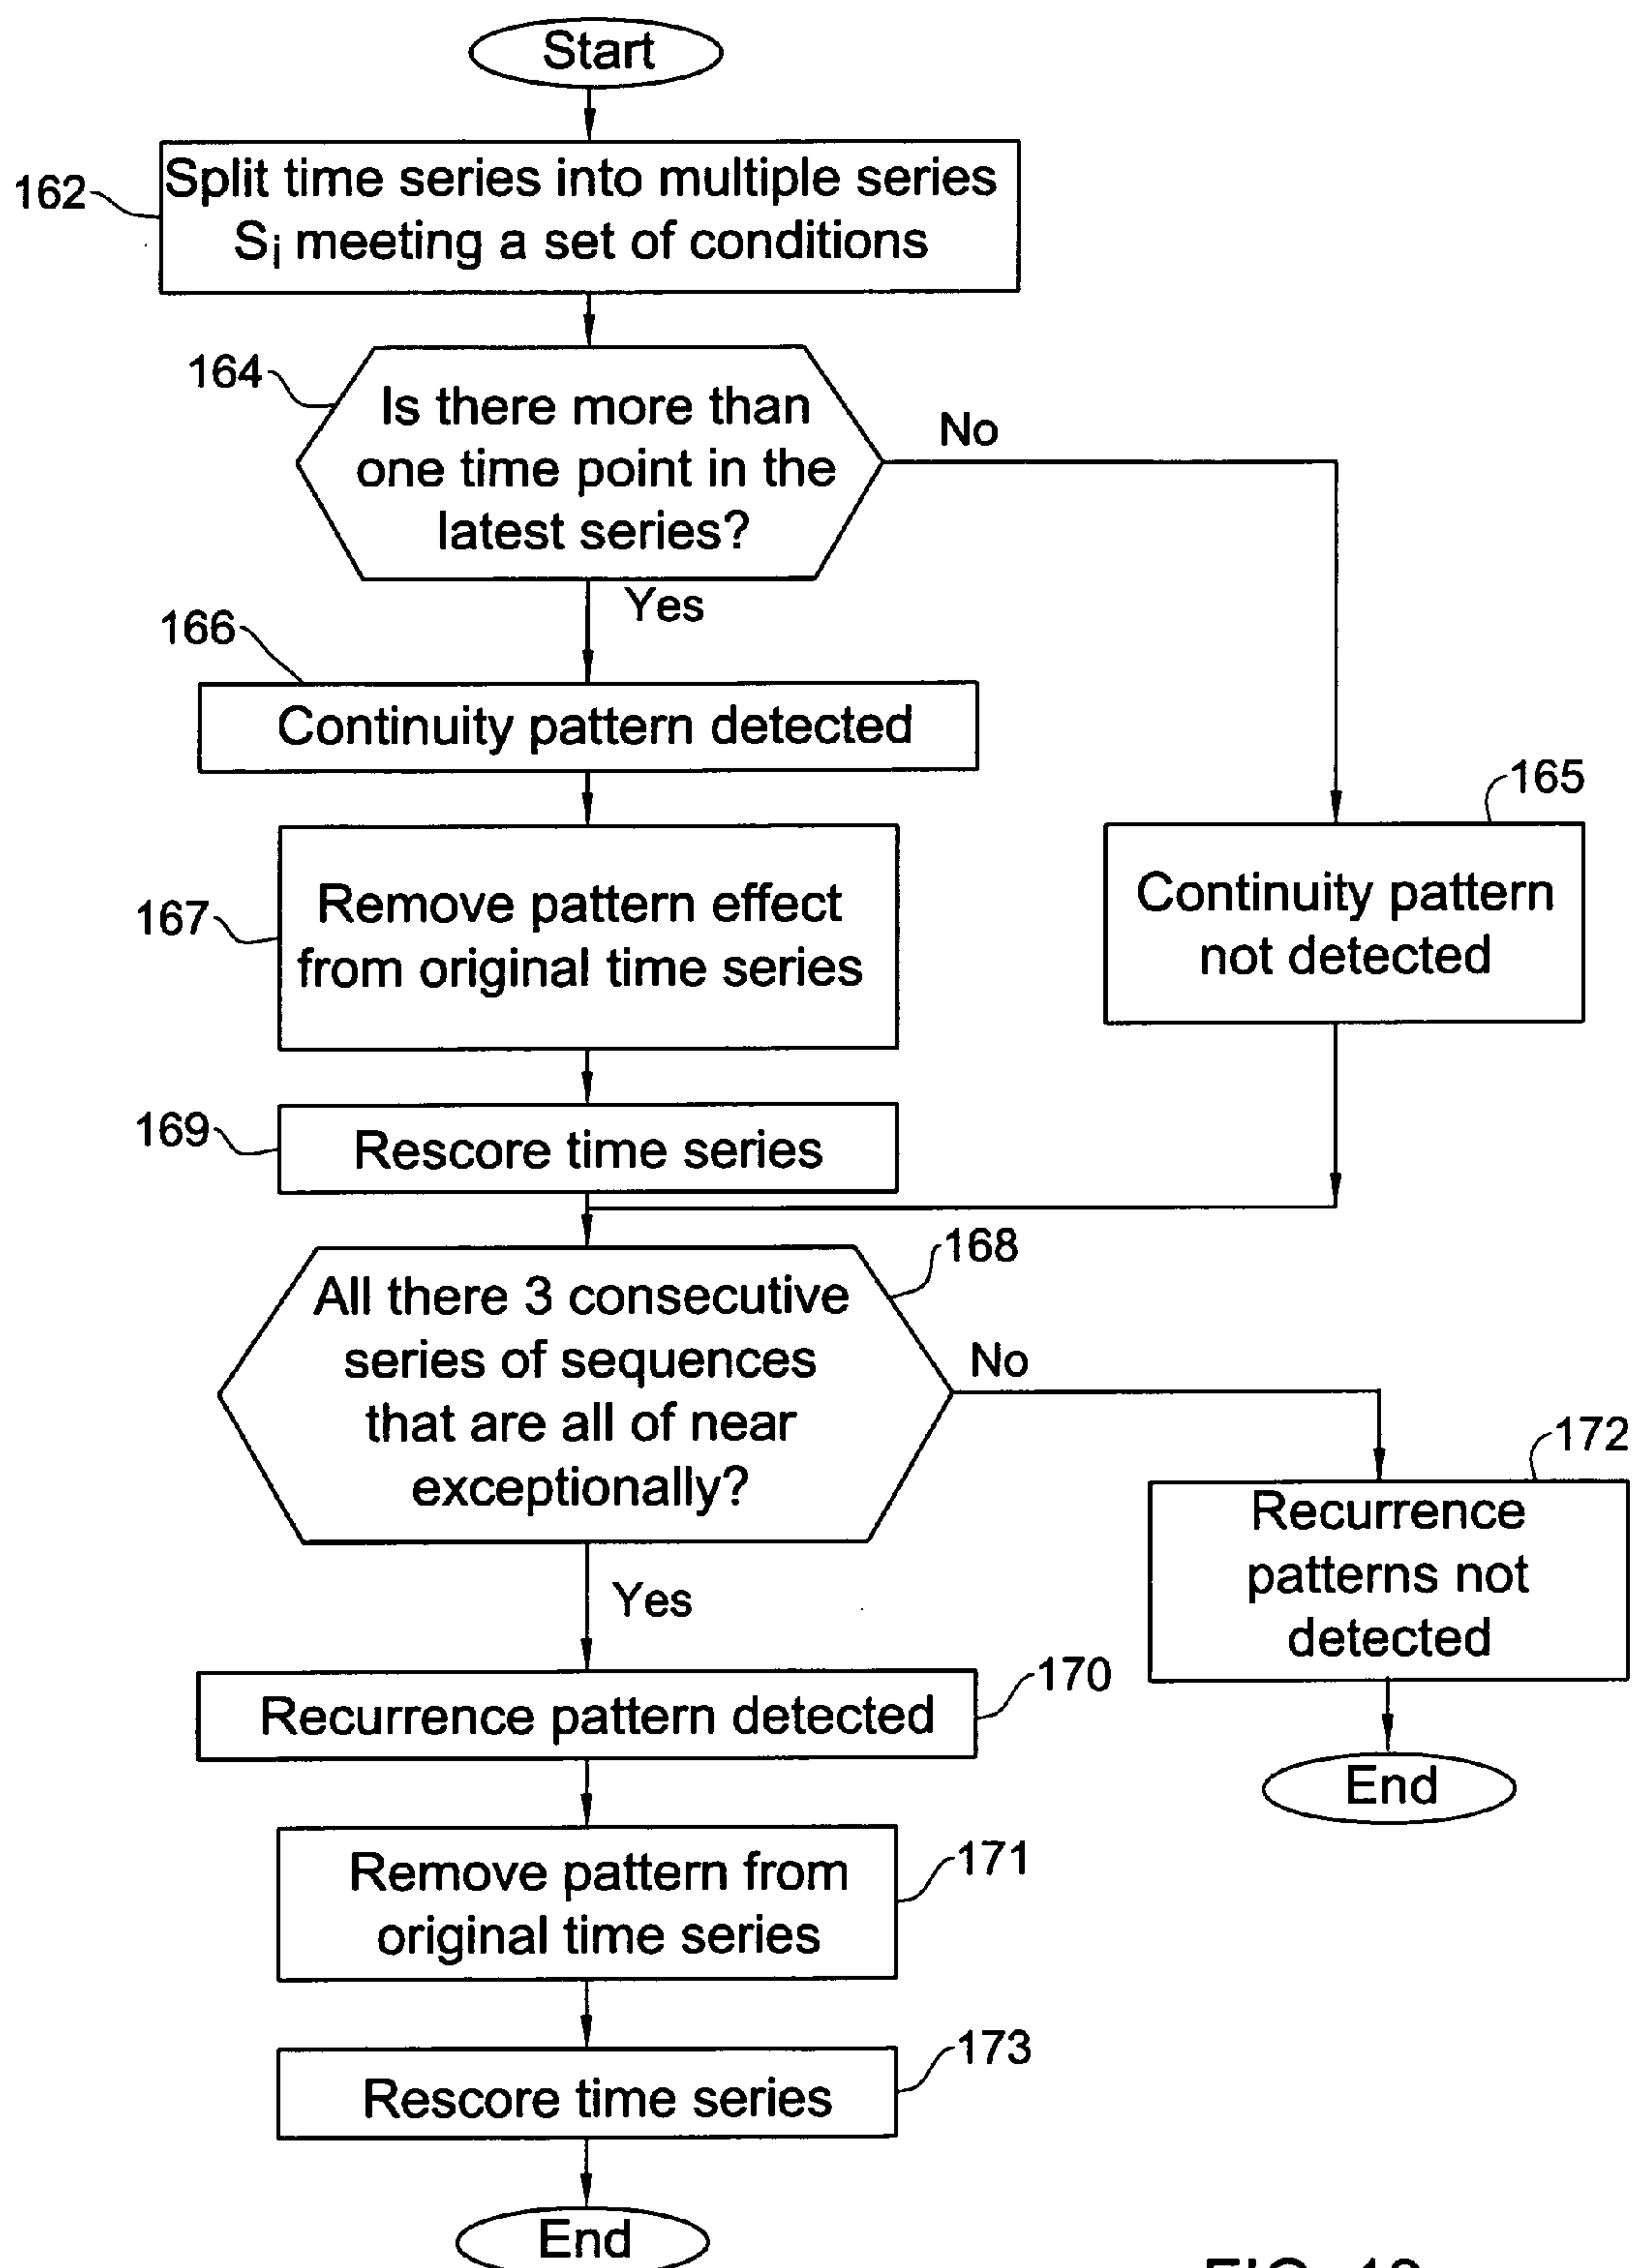 Start
162
Split time series into multiple series
Si meeting a set of conditions
164
Is there more than
one time point in the
latest series?
No
Yes
166
Continuity pattern detected
165
Continuity pattern
not detected
167
Remove pattern effect
from original time series
169
Rescore time series
168
All there 3 consecutive
series of sequences
that are all of near
exceptionally?
No
Yes
172
Recurrence
patterns not
detected
End
170
Recurrence pattern detected
171
Remove pattern from
original time series
173
Rescore time series
End